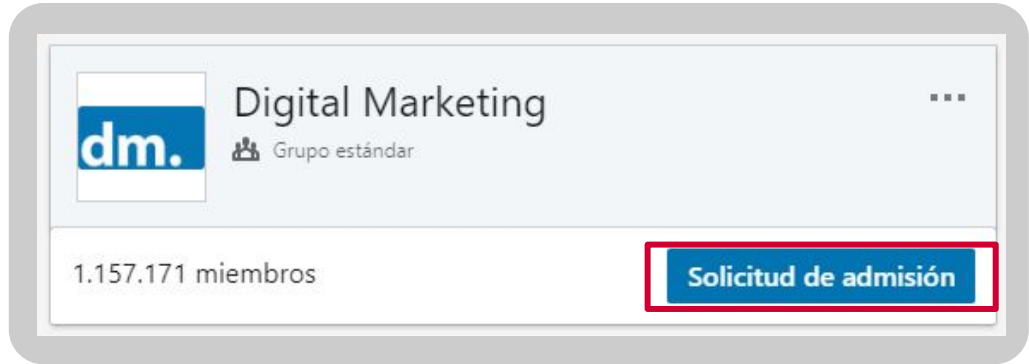 dm.
Digital Marketing
Grupo estándar
1.157.171 miembros
Solicitud de admisión